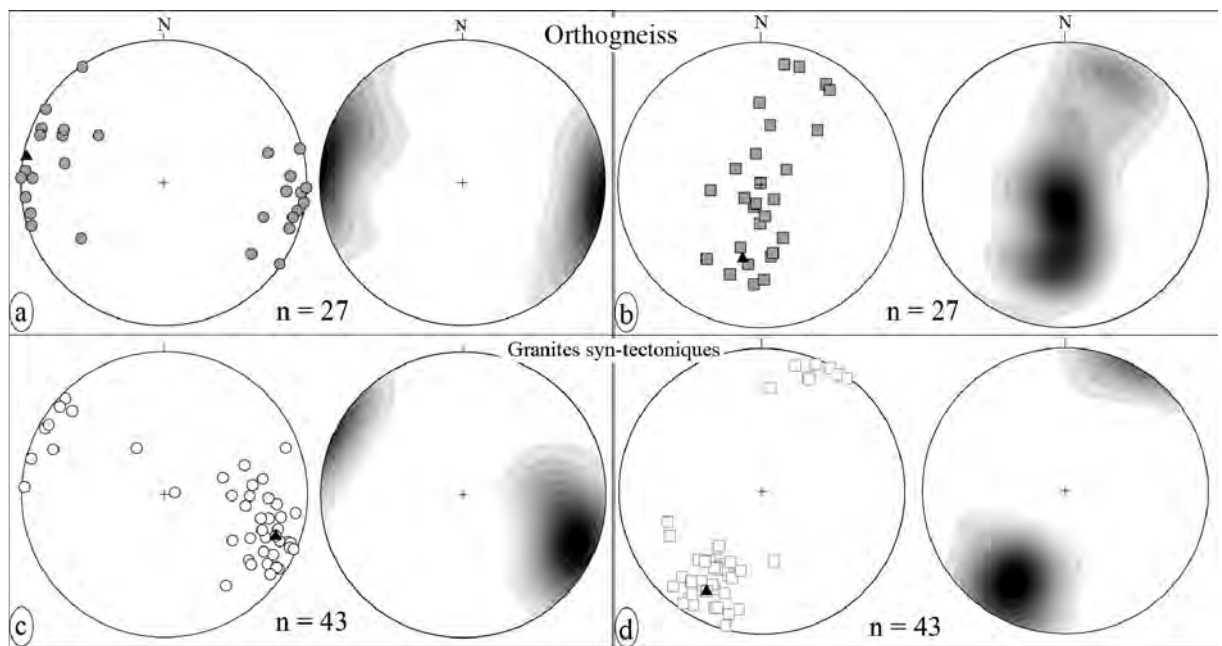 Orthogneiss
N
N
a
n = 27
b
n = 27
Granites syn-tectoniques
N
N
c
n = 43
d
n = 43